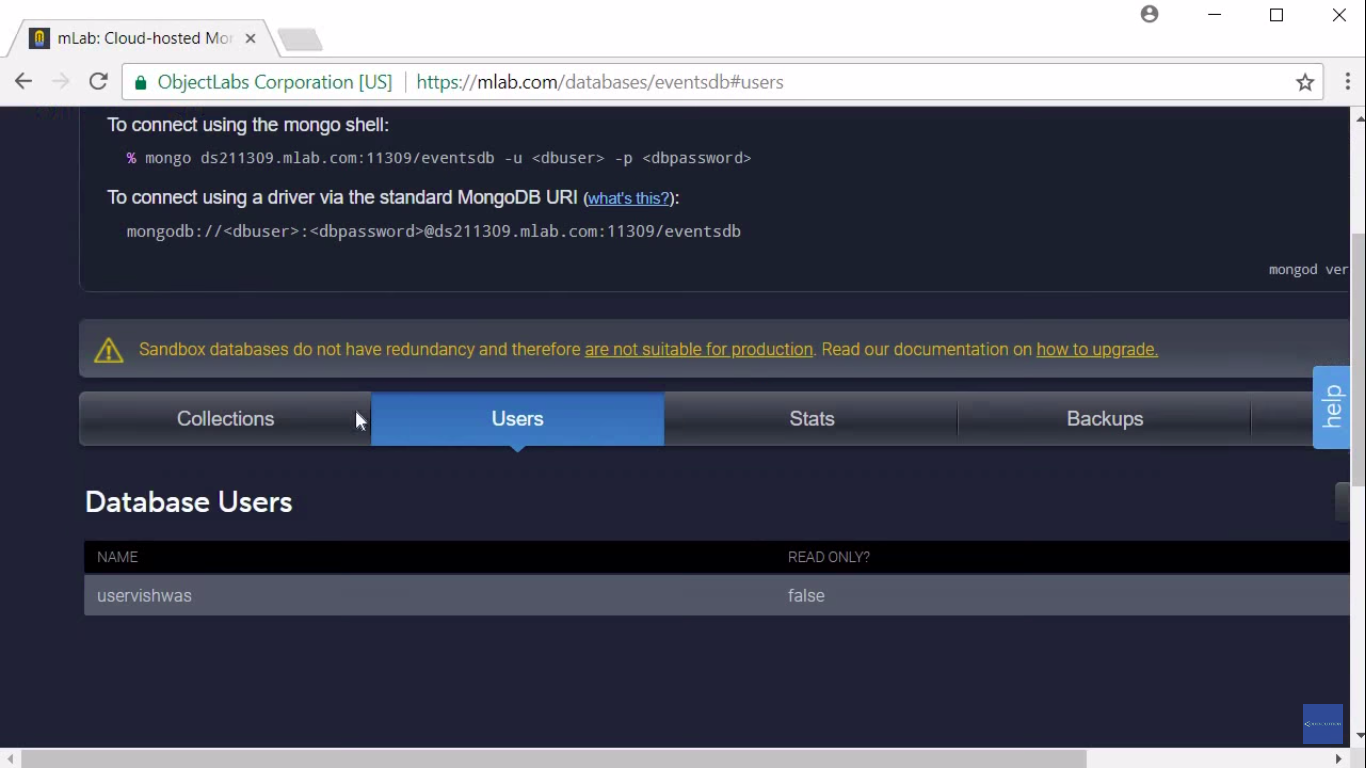 mLab: Cloud-hosted Mon
ObjectLabs Corporation [US] https://mlab.com/databases/eventsdb#users
To connect using the mongo shell:
% mongo ds211309.mlab.com:11309/eventsdb -u <dbuser> -p <dbpassword>
To connect using a driver via the standard MongoDB URI (what's this?):
mongodb://<dbuser>:<dbpassword>@ds211309.mlab.com:11309/eventsdb
mongod ver
Sandbox databases do not have redundancy and therefore are not suitable for production. Read our documentation on how to upgrade.
help
Collections Users Stats Backups
Database Users
NAME READ ONLY?
uservishwas false